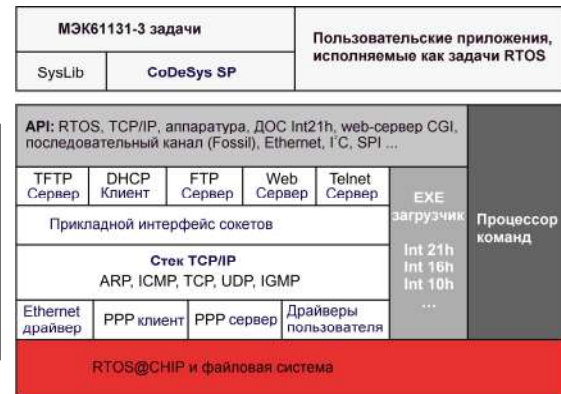 МЭК61131-3 задачи
SysLib
CoDeSys SP
Пользовательские приложения,
исполняемые как задачи RTOS
API: RTOS, TCP/IP, аппаратура, ДОС Int21h, web-сервер CGI,
последовательный канал (Fossil), Ethernet, I²C, SPI ...
TFTP
Сервер
DHCP
Клиент
FTP
Сервер
Web
Сервер
Telnet
Сервер
Прикладной интерфейс сокетов
Стек TCP/IP
ARP, ICMP, TCP, UDP, IGMP
Ethernet
драйвер
PPP клиент
PPP сервер
Драйверы
пользователя
EXE
загрузчик
Int 21h
Int 16h
Int 10h
...
Процессор
команд
RTOS@CHIP и файловая система